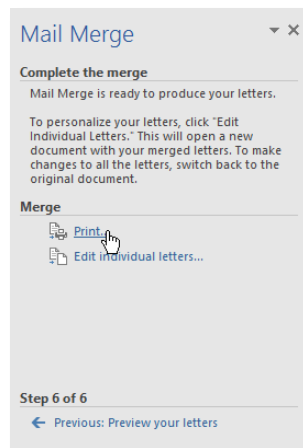 Mail Merge
Complete the merge
Mail Merge is ready to produce your letters.
To personalize your letters, click "Edit
Individual Letters." This will open a new
document with your merged letters. To make
changes to all the letters, switch back to the
original document.
Merge
Print...
Edit individual letters...
Step 6 of 6
Previous: Preview your letters